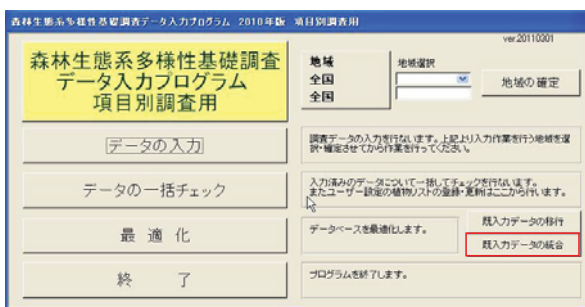 森林生態系多様性基礎調査データ入力プログラム 2010年版 項目別調査用
ver.20110301
森林生態系多様性基礎調査
データ入力プログラム
項目別調査用
地域
全国
全国
地域選択
地域の確定
データの入力
調査データの入力を行ないます。上記より入力作業を行う地域を選
択・確定させてから作業を行ってください。
データの一括チェック
入力済みのデータについて一括してチェックを行ないます。
またユーザー設定の植物リストの登録・更新はここから行います。
最適化
データベースを最適化します。
既入力データの移行
既入力データの統合
終了
プログラムを終了します。